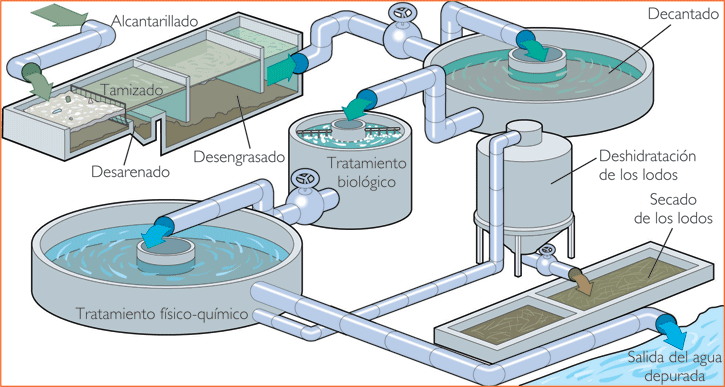 Alcantarillado
Decantado
Tamizado
Desarenado
Desengrasado
Tratamiento
biológico
Deshidratación
de los lodos
Secado
de los lodos
Tratamiento físico-químico
Salida del agua
depurada